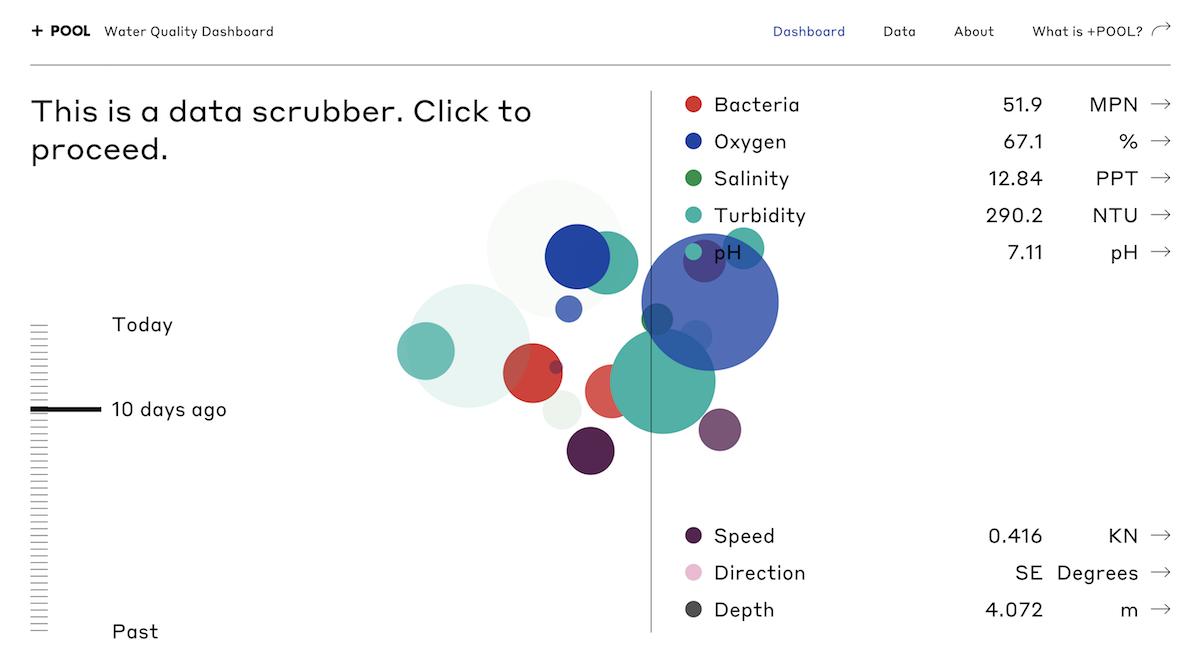 + POOL Water Quality Dashboard
Dashboard Data About What is +POOL?
This is a data scrubber. Click to
proceed.
Bacteria 51.9 MPN
Oxygen 67.1 %
Salinity 12.84 PPT
Turbidity 290.2 NTU
pH 7.11 pH
Today
10 days ago
Past
Speed 0.416 KN
Direction SE Degrees
Depth 4.072 m